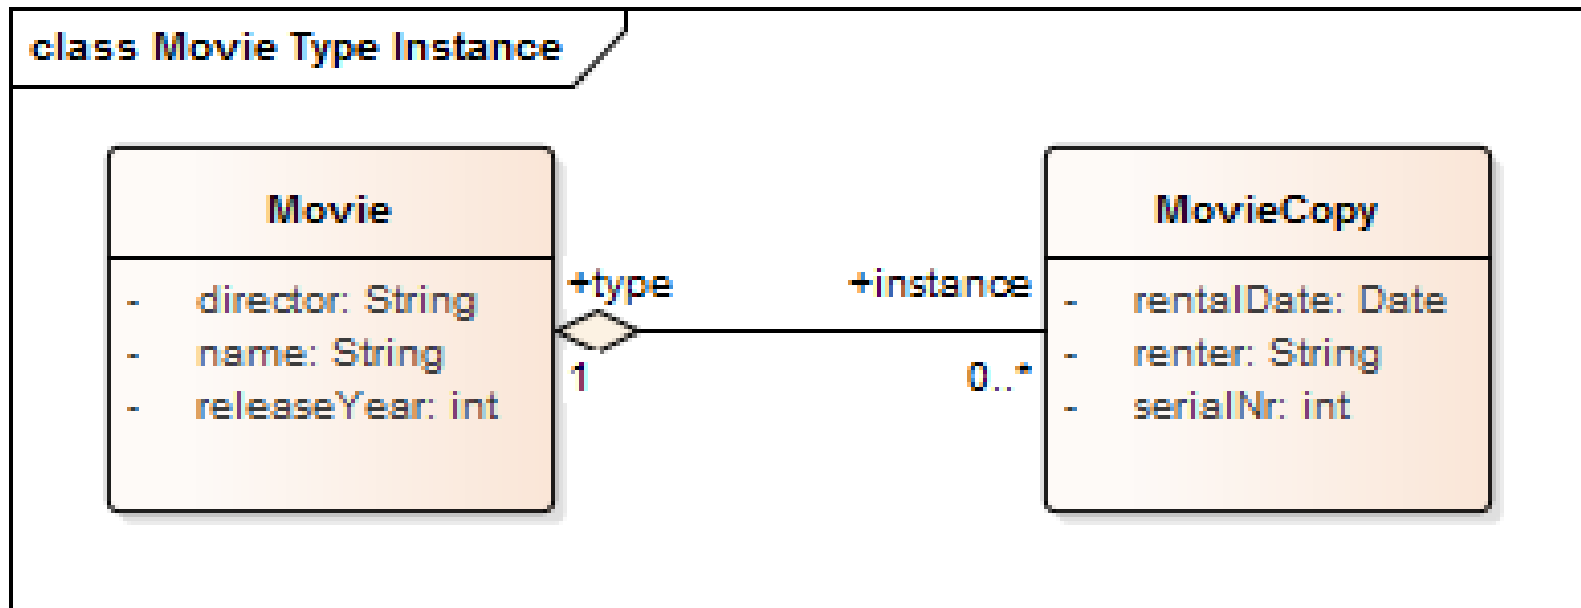 class Movie Type Instance
Movie
- director: String
- name: String
- releaseYear: int
+type
1
+instance
0..*
MovieCopy
- rentalDate: Date
- renter: String
- serialNr: int